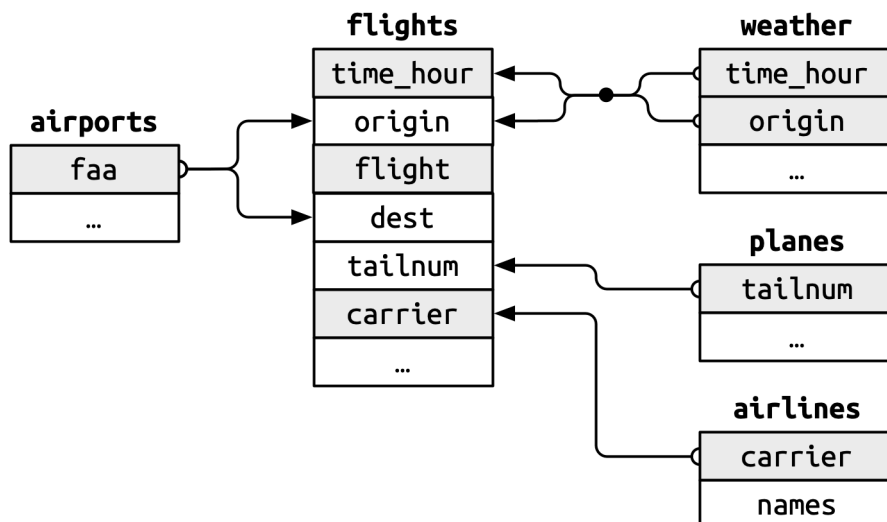 airports
faa
…
flights
time_hour
origin
flight
dest
tailnum
carrier
…
weather
time_hour
origin
…
planes
tailnum
…
airlines
carrier
names